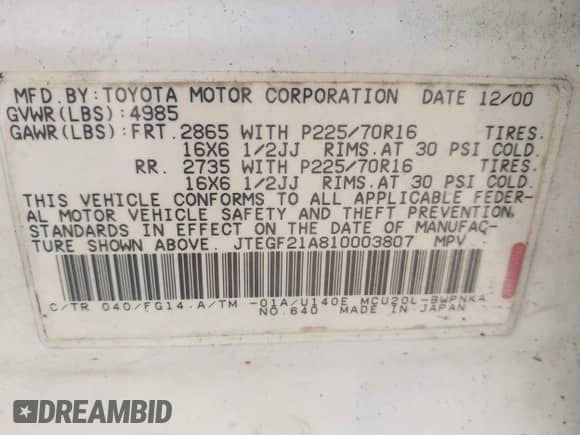 MFD.BY:TOYOTA MOTOR CORPORATION DATE 12/00
GVWR(LBS):4985
GAWR(LBS):FRT.2865 WITH P225/70R16 TIRES.
16X6 1/2JJ RIMS.AT 30 PSI COLD.
RR. 2735 WITH P225/70R16 TIRES.
16X6 1/2JJ RIMS.AT 30 PSI COLD.
THIS VEHICLE CONFORMS TO ALL APPLICABLE FEDER-
AL MOTOR VEHICLE SAFETY AND THEFT PREVENTION
STANDARDS IN EFFECT ON THE DATE OF MANUFAC-
TURE SHOWN ABOVE. JTEGF21A810003807 MPV
C/TR 040/FG14.A/TM -01A/U140E MCU20L-BWPNKA
NO.640 MADE IN JAPAN
DREAMBID